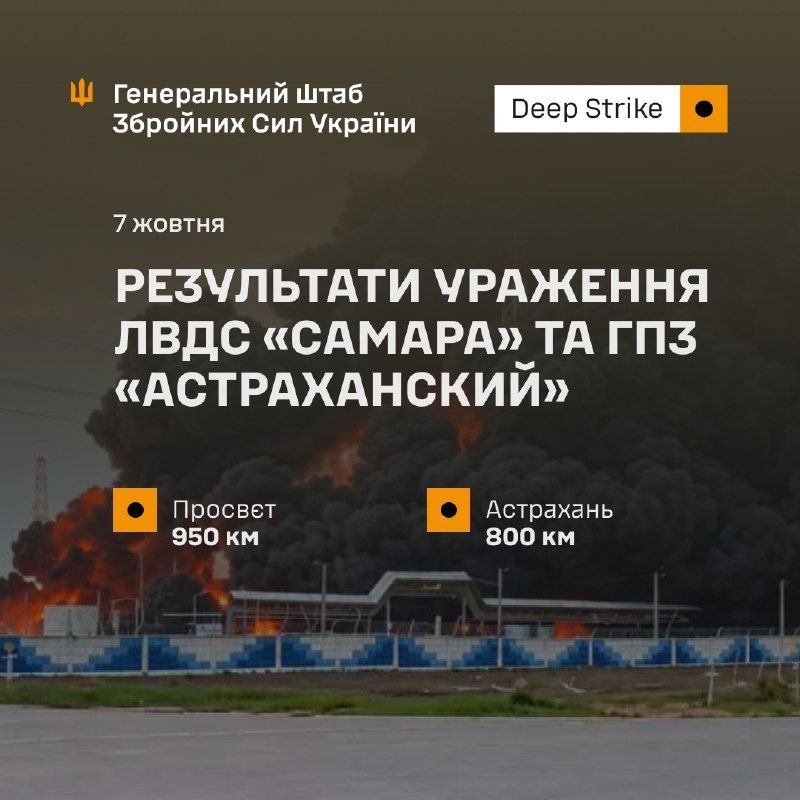 Генеральний Штаб
Збройних Сил України
Deep Strike
7 жовтня
РЕЗУЛЬТАТИ УРАЖЕННЯ
ЛВДС «САМАРА» ТА ГПЗ
«АСТРАХАНСКИЙ»
Просвєт
950 км
Астрахань
800 км